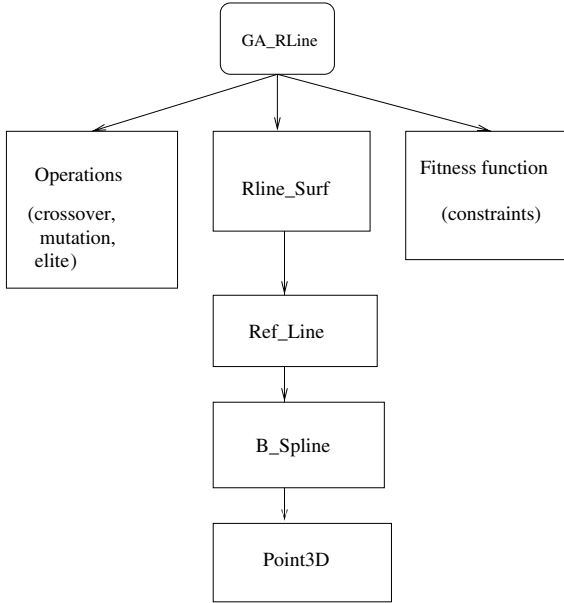 GA_RLine
Operations
(crossover,
mutation,
elite)
Rline_Surf
Fitness function
(constraints)
Ref_Line
B_Spline
Point3D